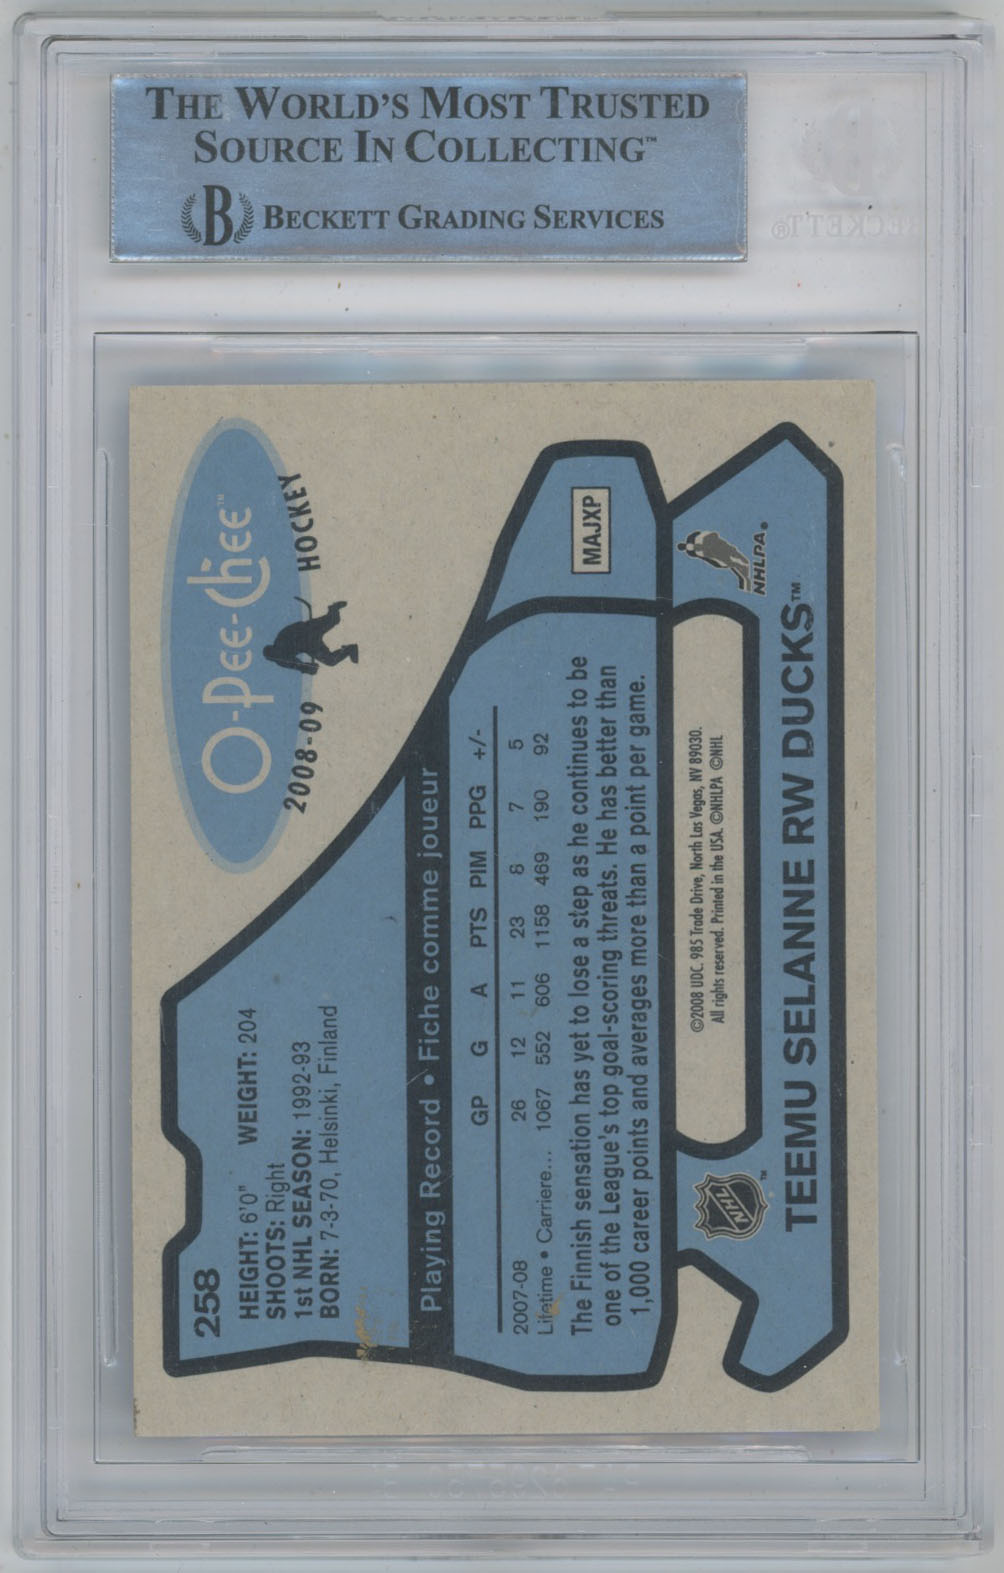 THE WORLD'S MOST TRUSTED
SOURCE IN COLLECTING™
B BECKETT GRADING SERVICES
BECKETT®
O-Pee-Chee™
2008-09 HOCKEY
258
HEIGHT: 6'0" WEIGHT: 204
SHOOTS: Right
1st NHL SEASON: 1992-93
BORN: 7-3-70, Helsinki, Finland
Playing Record • Fiche comme joueur
GP G A PTS PIM PPG +/-
2007-08 26 12 11 23 8 7 5
Lifetime • Carriere... 1067 552 606 1158 469 190 92
The Finnish sensation has yet to lose a step as he continues to be
one of the League's top goal-scoring threats. He has better than
1,000 career points and averages more than a point per game.
MAJXP
©2008 UDC. 985 Trade Drive, North Las Vegas, NV 89030.
All rights reserved. Printed in the USA. ©NHLPA ©NHL
NHL™
NHLPA®
TEEMU SELANNE RW DUCKS™